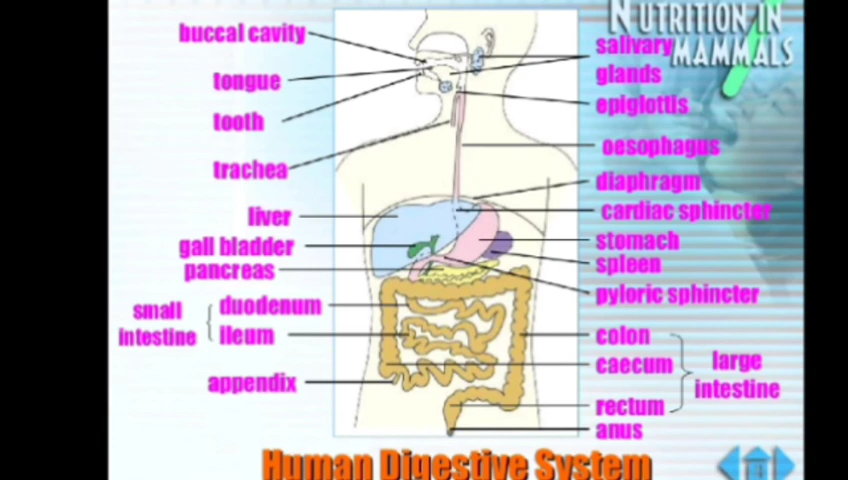 NUTRITION IN
MAMMALS
buccal cavity
tongue
tooth
trachea
liver
gall bladder
pancreas
small
intestine
duodenum
Ileum
appendix
salivary
glands
epiglottis
oesophagus
diaphragm
cardiac sphincter
stomach
spleen
pyloric sphincter
colon
caecum
rectum
anus
large
intestine
Human Digestive System